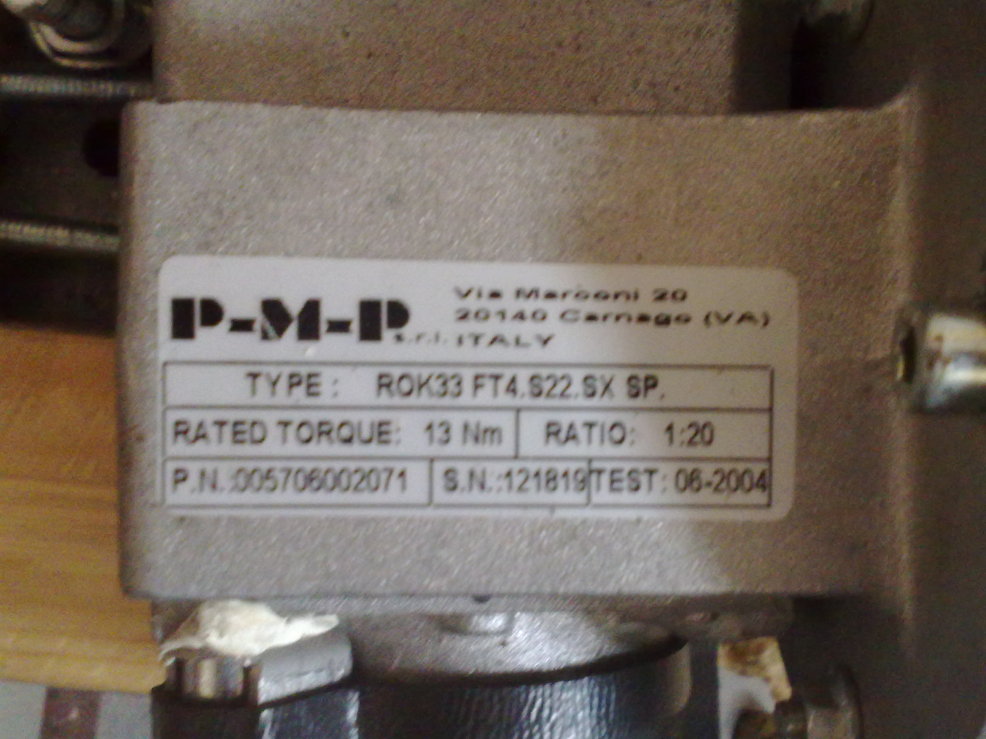 P-M-P s.r.l.
Via Marconi 20
20140 Carnago (VA)
ITALY
TYPE: ROK33 FT4.S22.SX SP.
RATED TORQUE: 13 Nm RATIO: 1:20
P.N.:005706002071 S.N.:121819 TEST: 06-2004